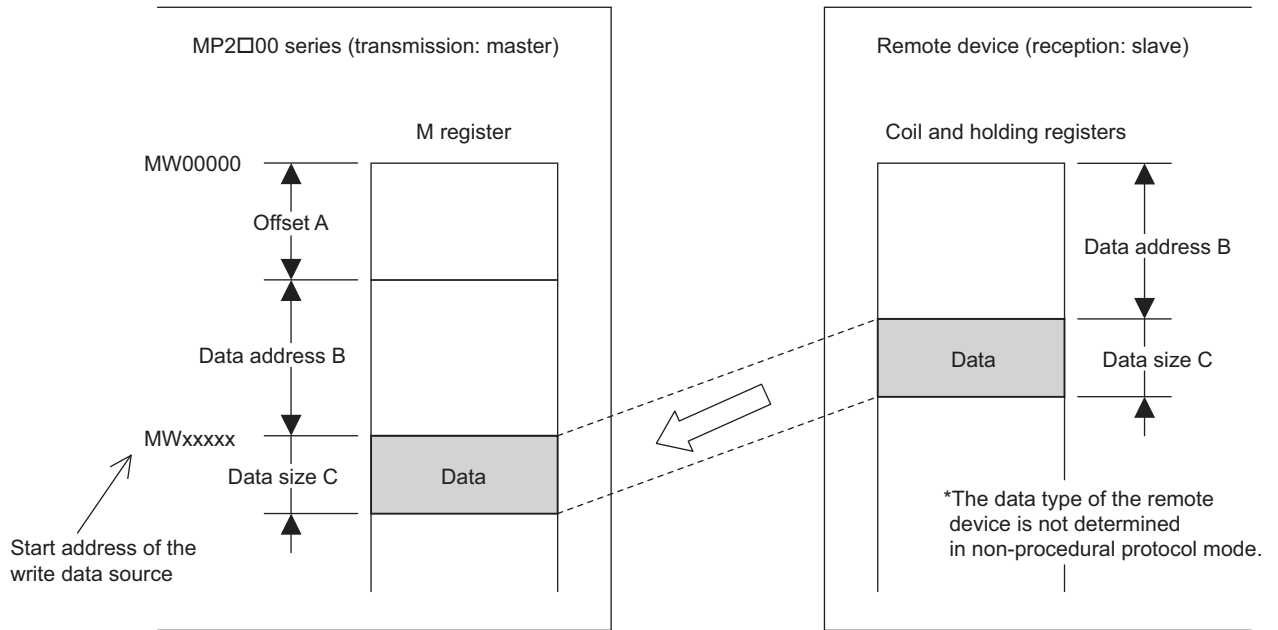 MP2□00 series (transmission: master)
Remote device (reception: slave)
M register
Coil and holding registers
MW00000
Offset A
Data address B
Data address B
Data
Data size C
MWxxxxx
Data size C
Data
*The data type of the remote
device is not determined
in non-procedural protocol mode.
Start address of the
write data source